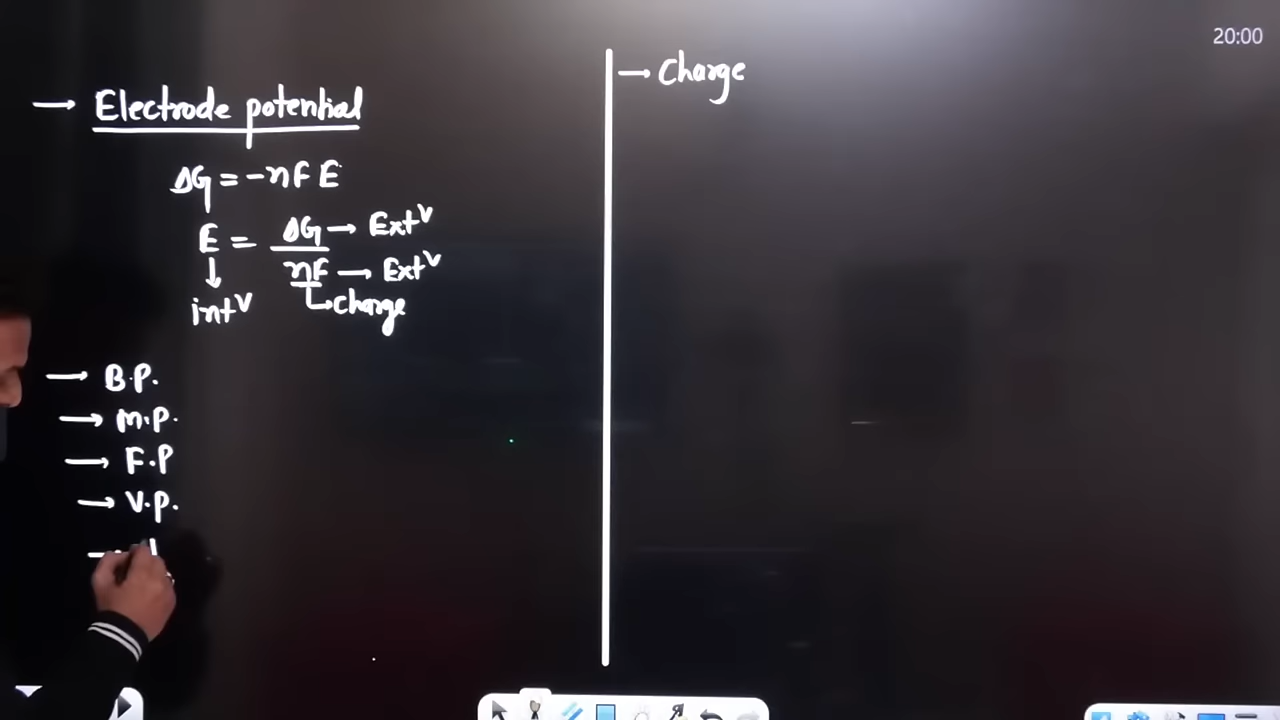 20:00
→ Electrode potential
ΔG = -nFE
E = ΔG/nF
→ Ext^v
→ Ext^v
↓
int^v
charge
→ B.P.
→ M.P.
→ F.P
→ V.P.
→ Charge